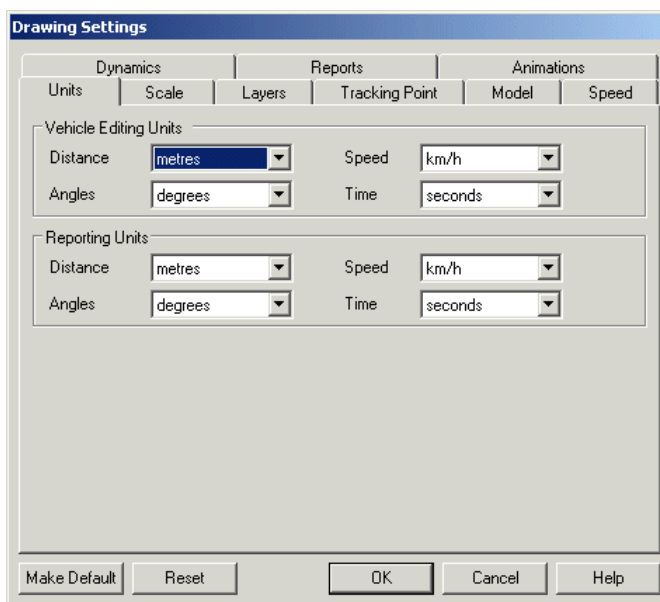 Drawing Settings
Dynamics Reports Animations
Units Scale Layers Tracking Point Model Speed
Vehicle Editing Units
Distance metres Speed km/h
Angles degrees Time seconds
Reporting Units
Distance metres Speed km/h
Angles degrees Time seconds
Make Default Reset OK Cancel Help